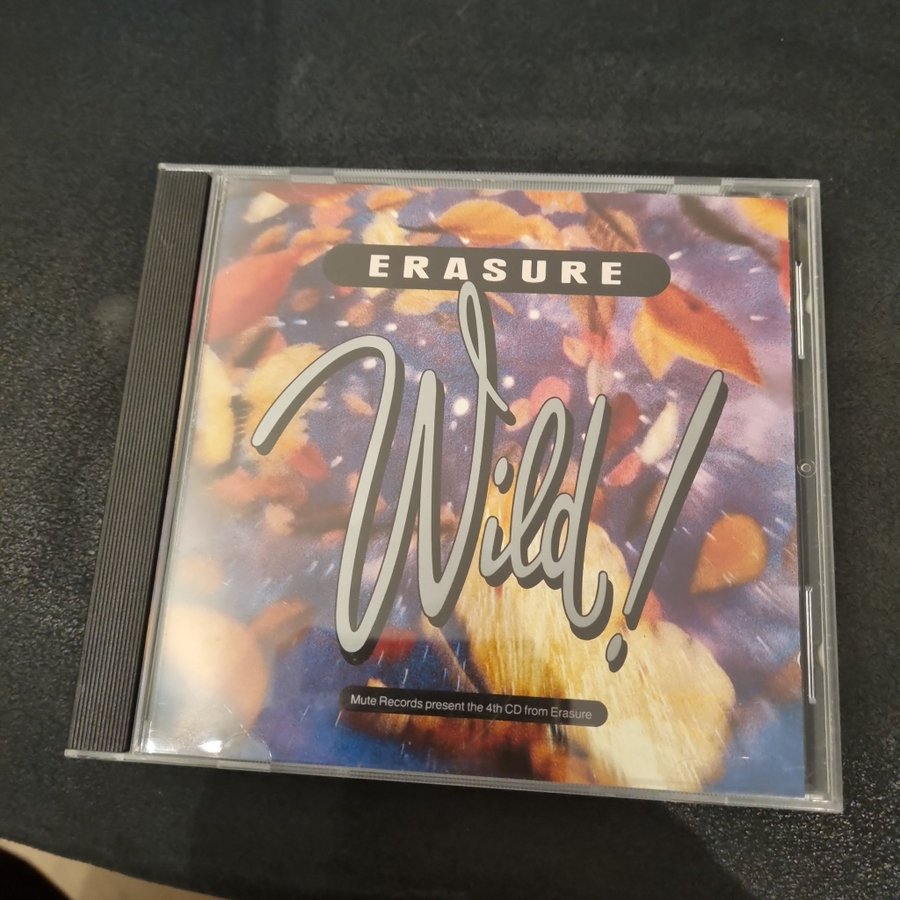 ERASURE
Wild!
Mute Records present the 4th CD from Erasure